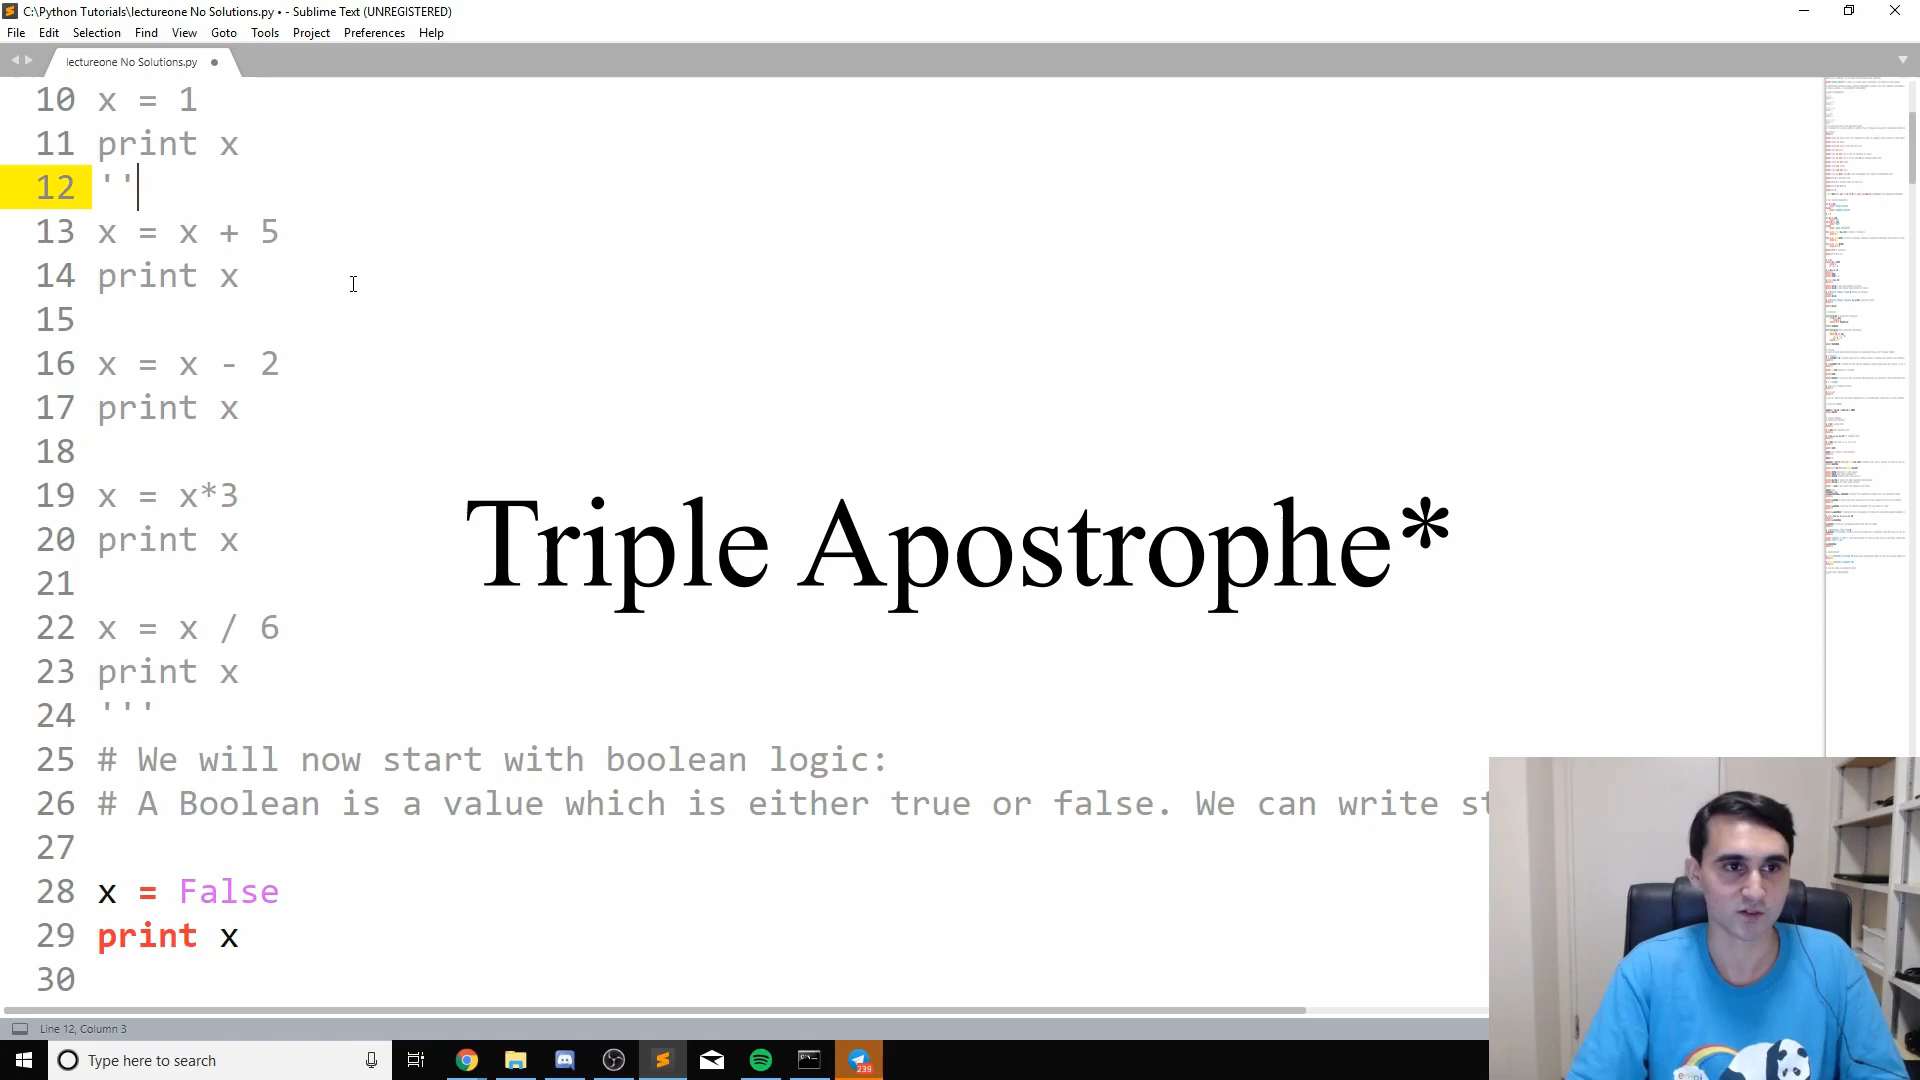 C:\Python Tutorials\lectureone No Solutions.py • - Sublime Text (UNREGISTERED)
File Edit Selection Find View Goto Tools Project Preferences Help
lectureone No Solutions.py
10 x = 1
11 print x
12 ''
13 x = x + 5
14 print x
15
16 x = x - 2
17 print x
18
19 x = x*3
20 print x
21
22 x = x / 6
23 print x
24 '''
25 # We will now start with boolean logic:
26 # A Boolean is a value which is either true or false. We can write st
27
28 x = False
29 print x
30
Triple Apostrophe*
Line 12, Column 3
Type here to search
239